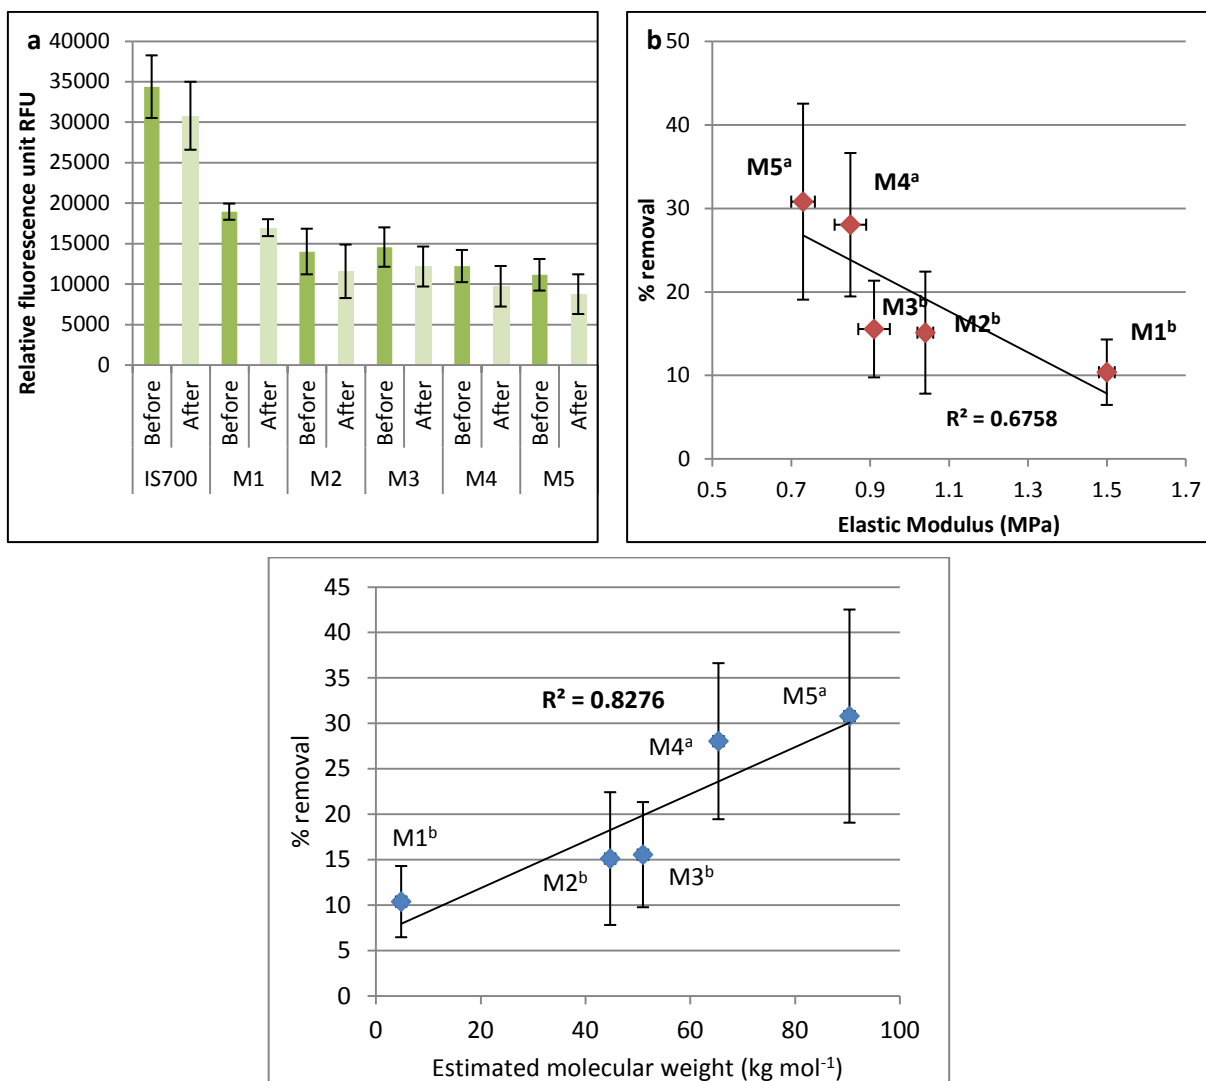 a
Relative fluorescence unit RFU
40000
35000
30000
25000
20000
15000
10000
5000
0
Before After Before After Before After Before After Before After Before After
IS700 M1 M2 M3 M4 M5
b
% removal
50
40
30
20
10
0
M5ᵃ
M4ᵃ
M3ᵇ
M2ᵇ
M1ᵇ
R² = 0.6758
0.5 0.7 0.9 1.1 1.3 1.5 1.7
Elastic Modulus (MPa)
% removal
45
40
35
30
25
20
15
10
5
0
R² = 0.8276
M5ᵃ
M4ᵃ
M1ᵇ
M2ᵇ
M3ᵇ
0 20 40 60 80 100
Estimated molecular weight (kg mol⁻¹)